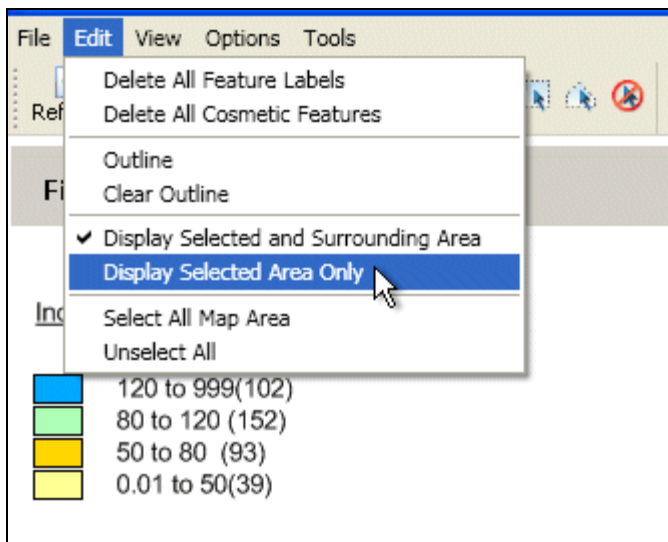 File Edit View Options Tools
Delete All Feature Labels
Ref
Delete All Cosmetic Features
Outline
Fi
Clear Outline
Display Selected and Surrounding Area
Display Selected Area Only
Select All Map Area
Unselect All
120 to 999(102)
80 to 120 (152)
50 to 80 (93)
0.01 to 50(39)